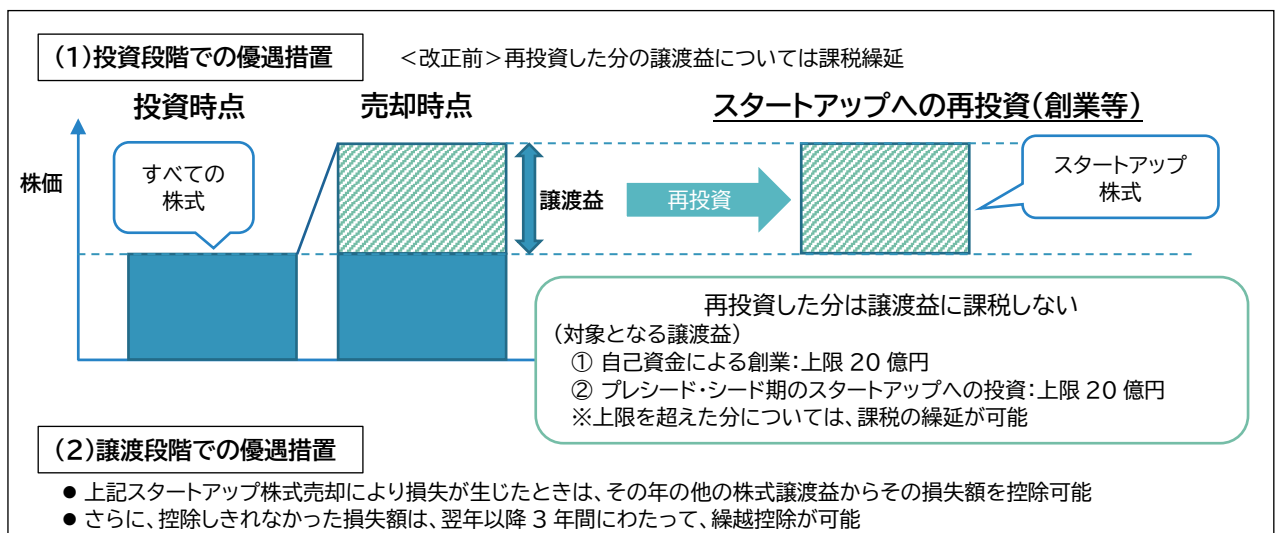 (1)投資段階での優遇措置
<改正前>再投資した分の譲渡益については課税繰延
投資時点
売却時点
スタートアップへの再投資(創業等)
株価
すべての
株式
譲渡益
再投資
スタートアップ
株式
再投資した分は譲渡益に課税しない
(対象となる譲渡益)
① 自己資金による創業:上限 20 億円
② プレシード・シード期のスタートアップへの投資:上限 20 億円
※上限を超えた分については、課税の繰延が可能
(2)譲渡段階での優遇措置
● 上記スタートアップ株式売却により損失が生じたときは、その年の他の株式譲渡益からその損失額を控除可能
● さらに、控除しきれなかった損失額は、翌年以降 3 年間にわたって、繰越控除が可能